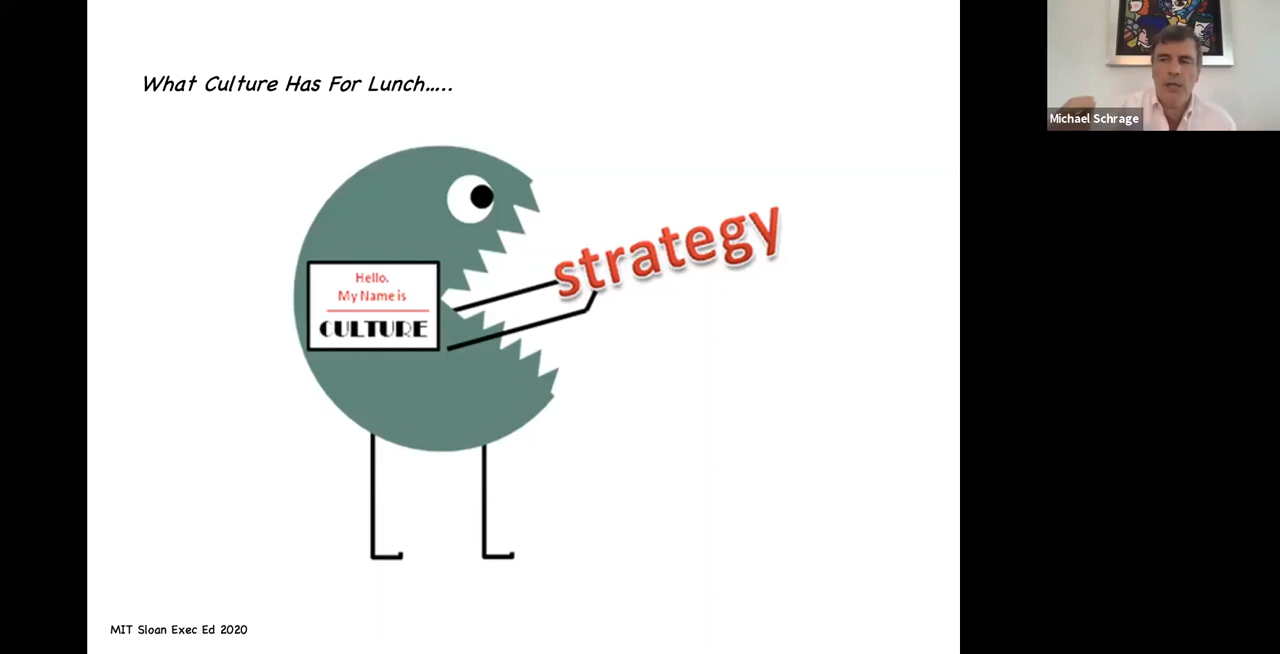 What Culture Has For Lunch.....
Michael Schrage
strategy
Hello.
My Name is
CULTURE
MIT Sloan Exec Ed 2020